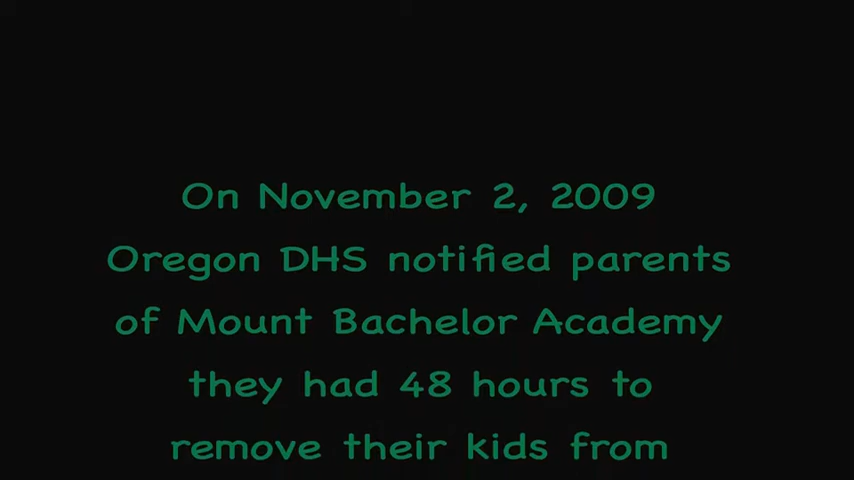 On November 2, 2009
Oregon DHS notified parents
of Mount Bachelor Academy
they had 48 hours to
remove their kids from